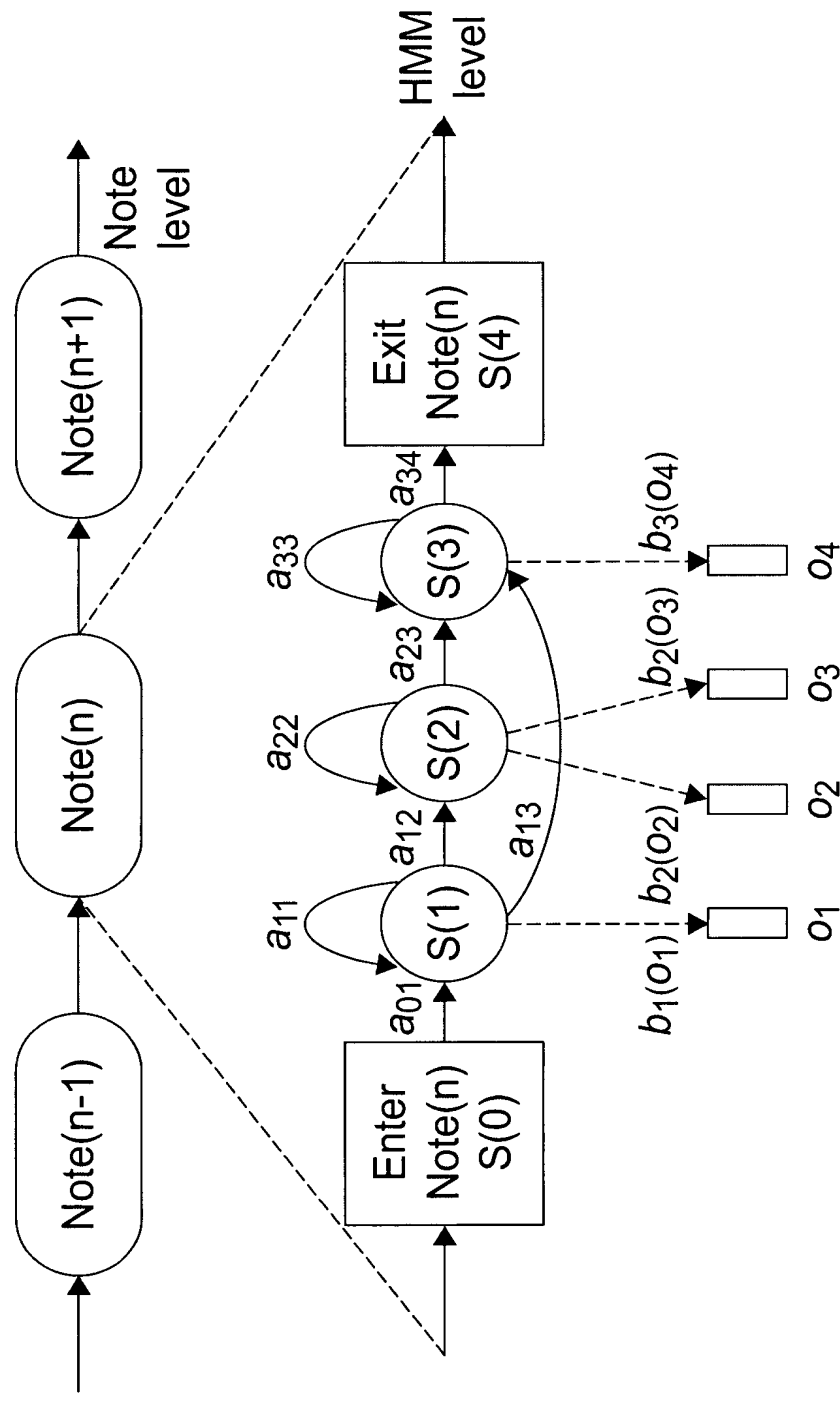 Note(n-1)
Note(n)
Note(n+1)
Note
level
Enter
Note(n)
S(0)
a01
S(1)
a11
a12
S(2)
a22
a23
S(3)
a33
a34
a13
Exit
Note(n)
S(4)
HMM
level
b1(o1)
b2(o2)
b2(o3)
b3(o4)
o1
o2
o3
o4